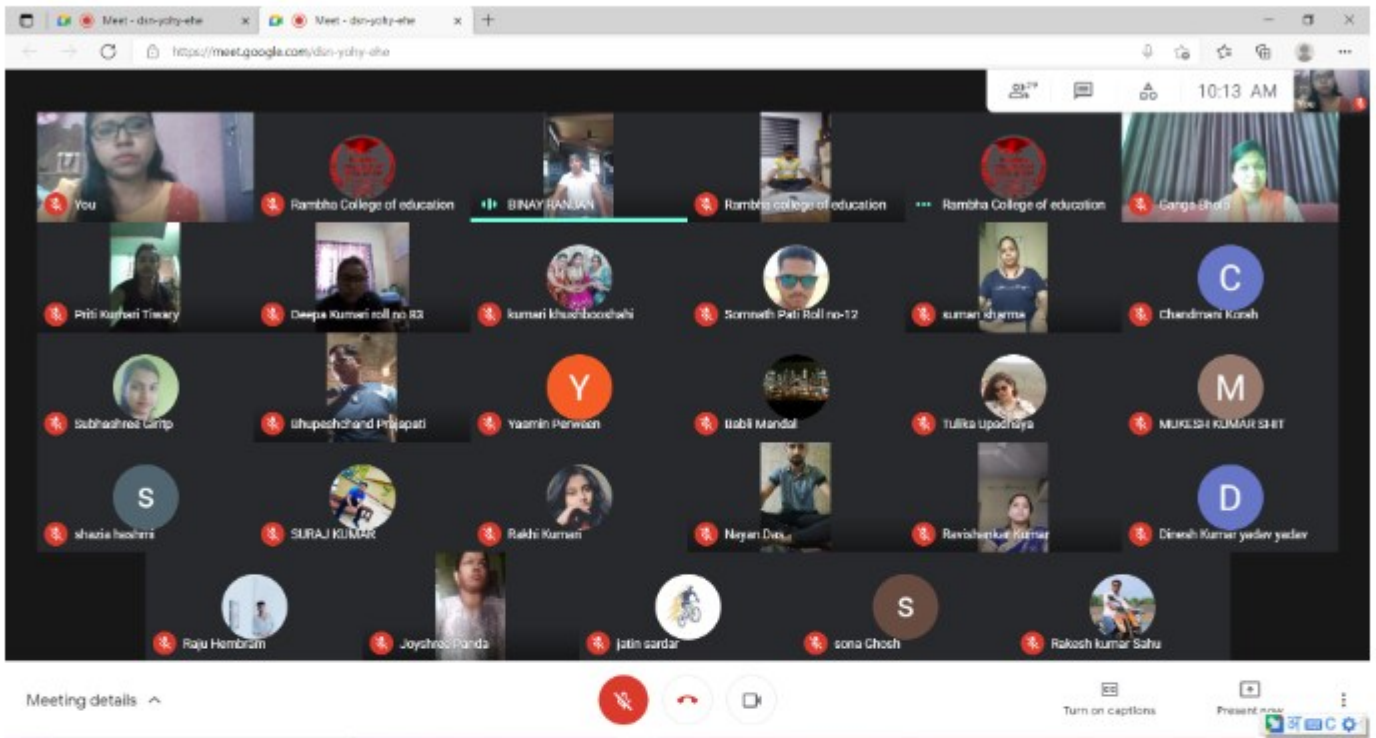 Meet - dsn-yohy-ehe
Meet - dsn-yohy-ehe
https://meet.google.com/dsn-yohy-ehe
29
10:13 AM
You
You
Rambha College of education
BINAY RANJAN
Rambha college of education
Rambha College of education
Ganga Bhola
Priti Kumari Tiwary
Deepa Kumari roll no 83
kumari khushbooshahi
Somnath Pati Roll no-12
suman sharma
C
Chandmani Korah
Subhashree
Bhupeshchand Prajapati
Y
Yasmin Perween
Babli Mandal
Tulika Upadhaya
M
MUKESH KUMAR SHIT
S
shazia hashmi
SURAJ KUMAR
Rakhi Kumari
Nayan Das
Ravishankar Kumar
D
Dinesh Kumar yadav yadav
Raju Hembram
Joyshree Panda
jatin sardar
S
sona Ghosh
Rakesh kumar Sahu
Meeting details
Turn on captions
Present now
अ
C